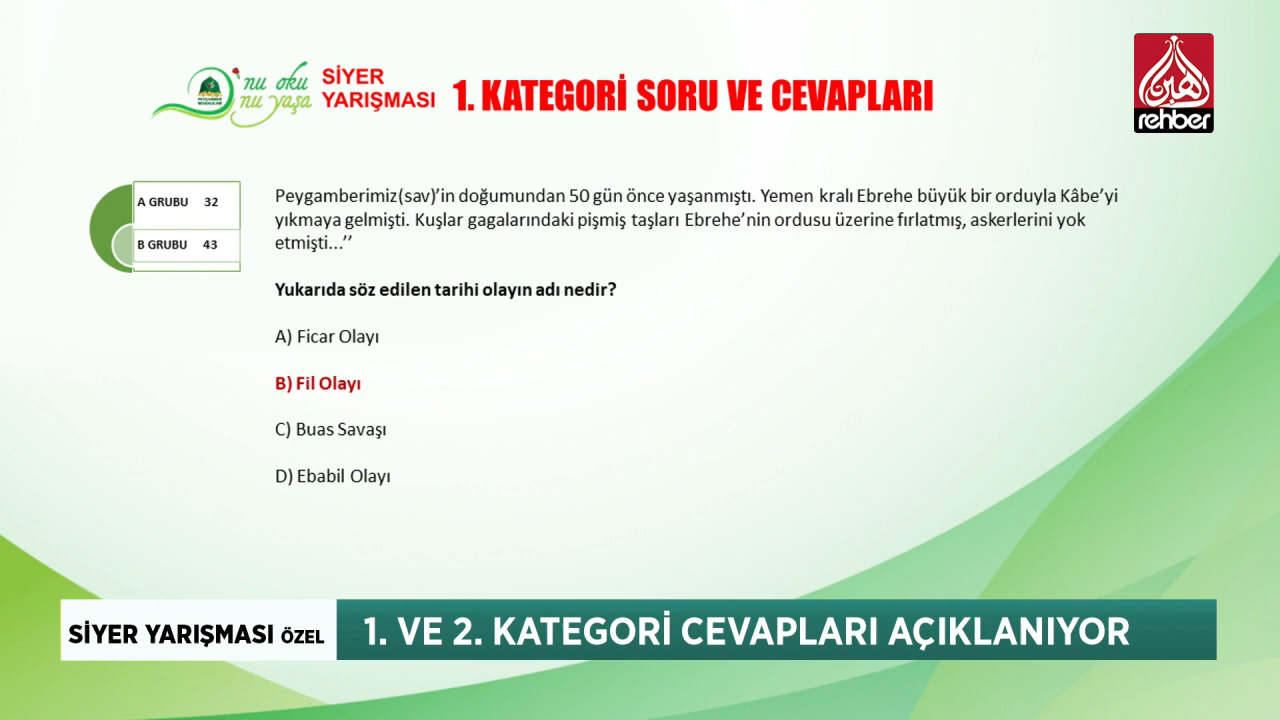 O'nu oku
nu yaşa
PEYGAMBER
SEVDALILARI
SİYER
YARIŞMASI
1. KATEGORİ SORU VE CEVAPLARI
rehber
A GRUBU 32
B GRUBU 43
Peygamberimiz(sav)’in doğumundan 50 gün önce yaşanmıştı. Yemen kralı Ebrehe büyük bir orduyla Kâbe’yi
yıkmaya gelmişti. Kuşlar gagalarındaki pişmiş taşları Ebrehe’nin ordusu üzerine fırlatmış, askerlerini yok
etmişti...’’
Yukarıda söz edilen tarihi olayın adı nedir?
A) Ficar Olayı
B) Fil Olayı
C) Buas Savaşı
D) Ebabil Olayı
SİYER YARIŞMASI ÖZEL
1. VE 2. KATEGORİ CEVAPLARI AÇIKLANIYOR